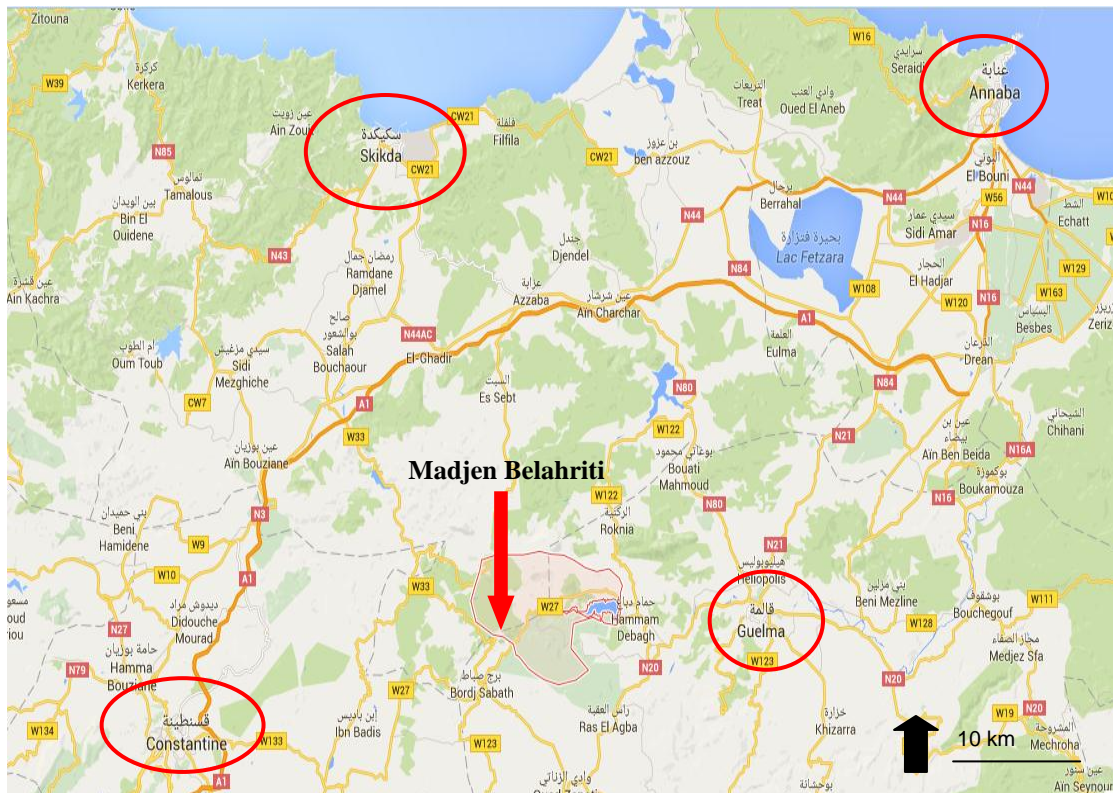 Zitouna
W39
كركرة
Kerkera
عين زويت
Ain Zouit
سكيكدة
Skikda
CW21
CW21
فلفلة
Filfila
CW21
بن عزوز
ben azzouz
التريعات
Treat
وادي العنب
Oued El Aneb
W16
سرايدي
Seraidi
عنابة
Annaba
البوني
El Bouni
N44
W56
الشط
Echatt
N85
تمالوس
Tamalous
بين الويدان
Bin El
Ouidene
N43
رمضان جمال
Ramdane
Djamel
جندل
Djendel
عزابة
Azzaba
N44
برحال
Berrahal
N44
سيدي عمار
Sidi Amar
N16
بحيرة فتزارة
Lac Fetzara
الحجار
El Hadjar
W129
W163
البسباس
Besbes
عين قشرة
Ain Kachra
N84
W108
W120
N16
عين شرشار
Aïn Charchar
A1
العلمة
Eulma
الذرعان
Drean
ام الطوب
Oum Toub
سيدي مزغيش
Sidi
Mezghiche
صالح
بوالشعور
Salah
Bouchaour
N44AC
El-Ghadir
السبت
Es Sebt
N80
N84
CW7
A1
W33
W122
N21
الشيحاني
Chihani
عين بن
بيضاء
Aïn Ben Beida
N16A
عين بوزيان
Aïn Bouziane
بوعاتي محمود
Bouati
Mahmoud
بوكموزة
Boukamouza
Madjen Belahriti
W122
N80
N16
بني حميدان
Beni
Hamidene
N3
W9
الركنية
Roknia
N21
W10
A1
W33
هيليوبوليس
Heliopolis
بني مزلين
Beni Mezline
بوشقوف
Bouchegouf
W111
ديدوش مراد
Didouche
Mourad
W27
حمام دباغ
Hammam
Debagh
قالمة
Guelma
W128
N27
حامة بوزيان
Hamma
Bouziane
مجاز الصفاء
Medjez Sfa
N79
W27
برج صباط
Bordj Sabath
N20
W123
N20
قسنطينة
Constantine
W134
W133
إبن باديس
Ibn Badis
W123
راس العقبة
Ras El Agba
خزارة
Khizarra
W19
N20
المشروحة
Mechroha
10 km
A1
وادي الزناتي
بوحشانة
عين سنور
Aïn Seynour